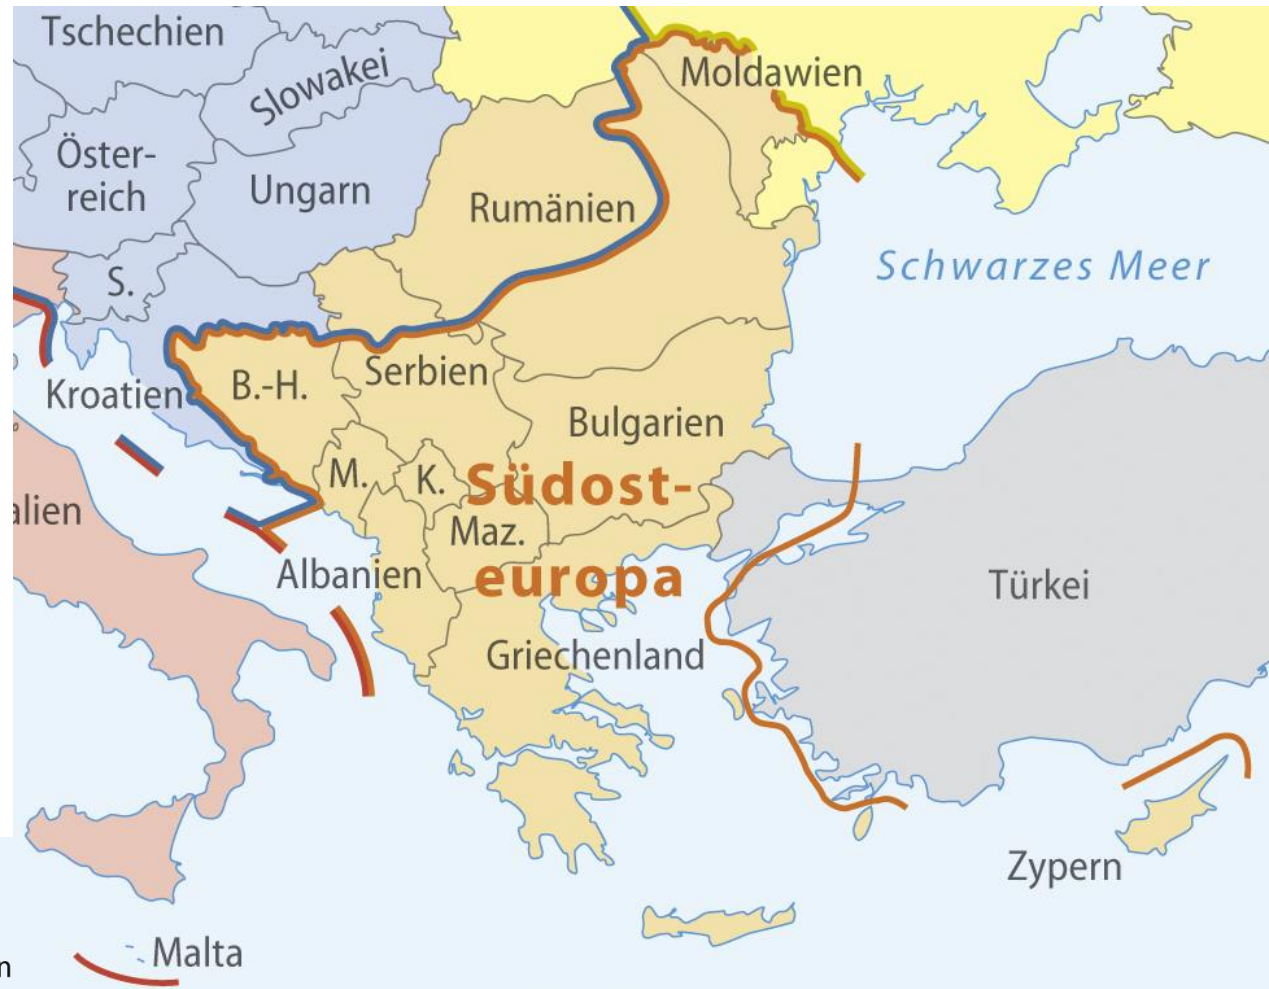 Tschechien
Slowakei
Moldawien
Öster-
reich
Ungarn
Rumänien
Schwarzes Meer
S.
Kroatien
B.-H.
Serbien
Bulgarien
M.
K.
Südost-
europa
alien
Maz.
Albanien
Türkei
Griechenland
Zypern
Malta
n